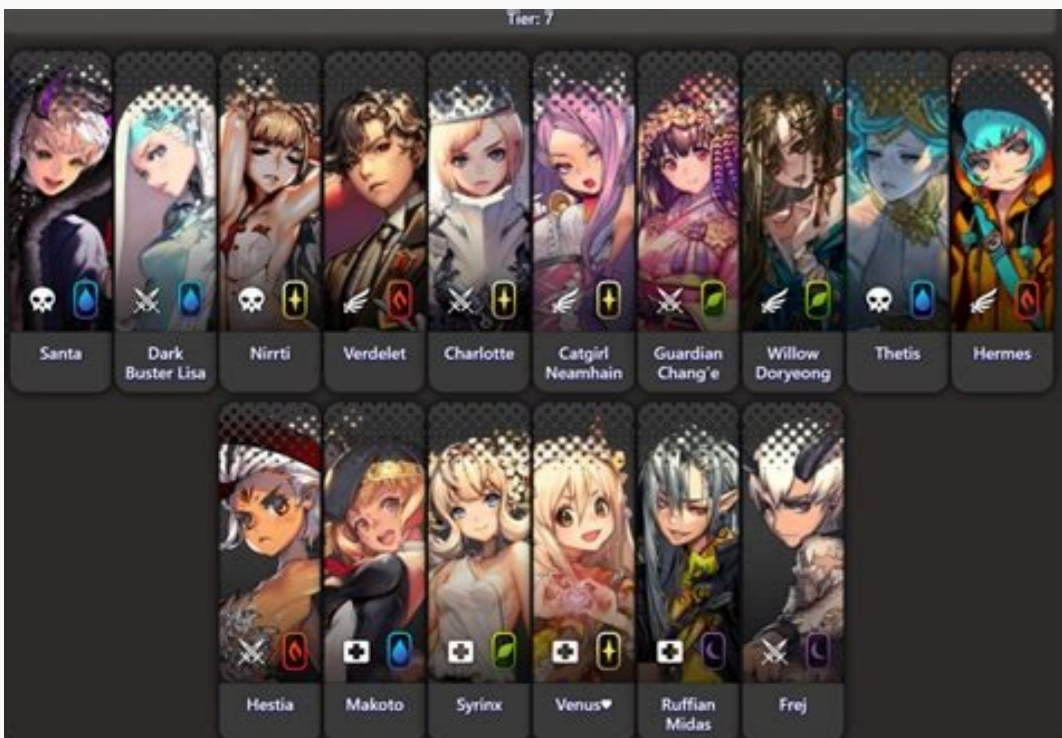 Tier: 7
Santa
Dark
Buster Lisa
Nirrti
Verdelet
Charlotte
Catgirl
Neamhain
Guardian
Chang'e
Willow
Doryeong
Thetis
Hermes
Hestia
Makoto
Syrinx
Venus♥
Ruffian
Midas
Frej